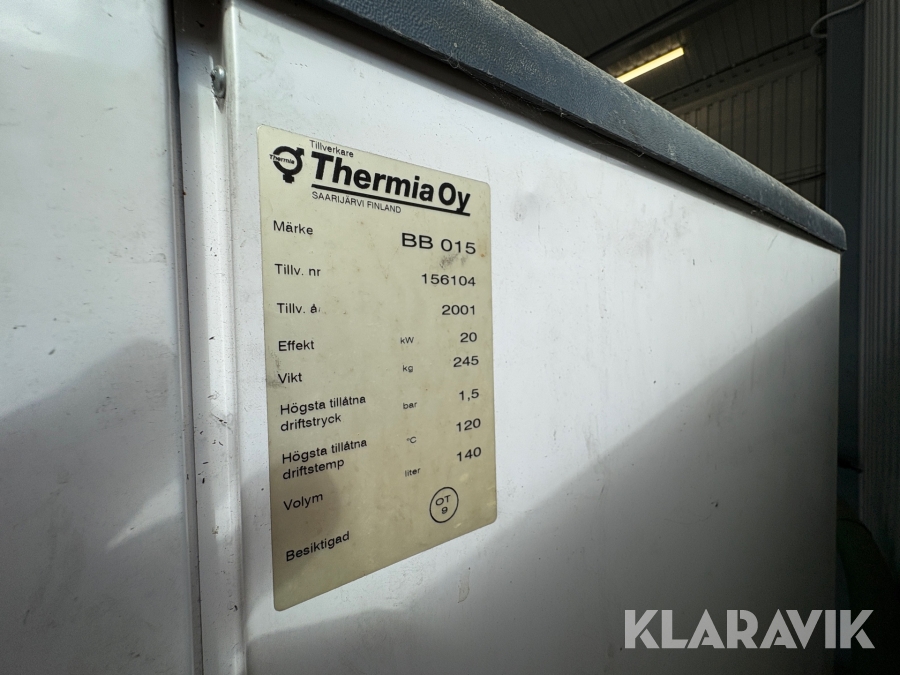 Tillverkare
Thermia
Thermia Oy
SAARIJÄRVI FINLAND
Märke BB 015
Tillv. nr 156104
Tillv. å 2001
Effekt kW 20
Vikt kg 245
Högsta tillåtna
driftstryck bar 1,5
Högsta tillåtna
driftstemp °C 120
Volym liter 140
Besiktigad OT
9
KLARAVIK